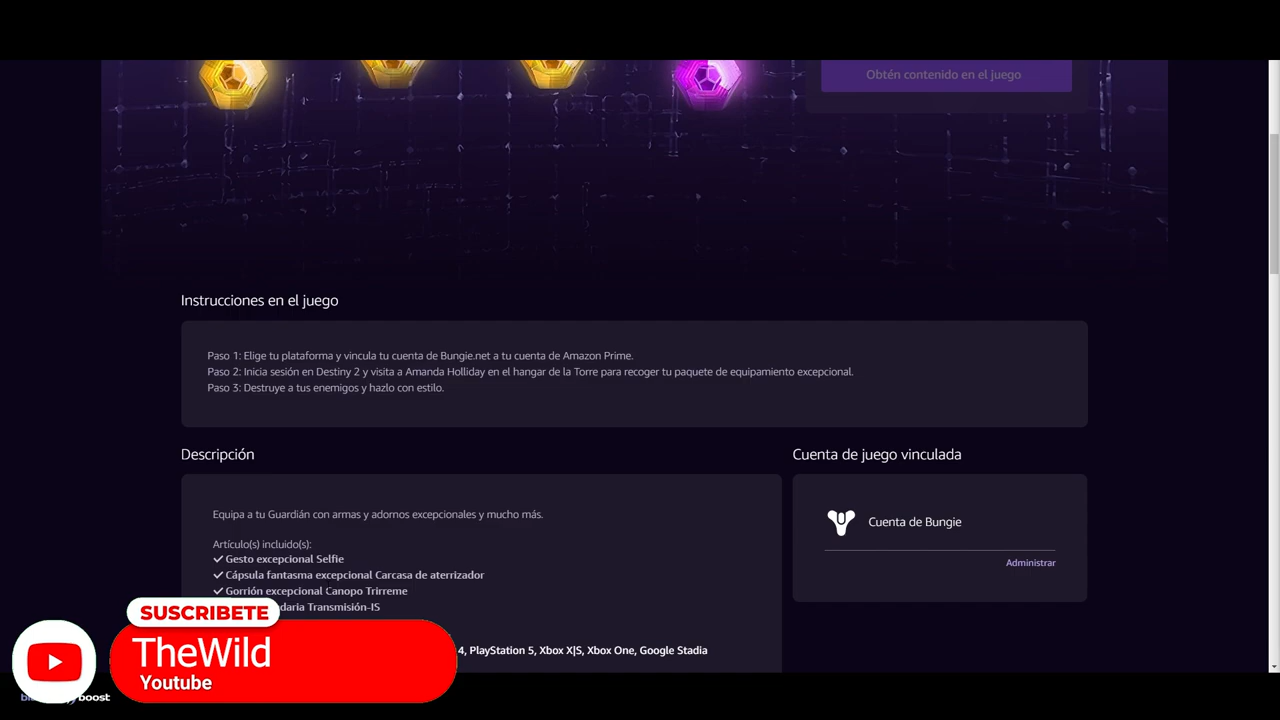 Obtén contenido en el juego
Instrucciones en el juego
Paso 1: Elige tu plataforma y vincula tu cuenta de Bungie.net a tu cuenta de Amazon Prime.
Paso 2: Inicia sesión en Destiny 2 y visita a Amanda Holliday en el hangar de la Torre para recoger tu paquete de equipamiento excepcional.
Paso 3: Destruye a tus enemigos y hazlo con estilo.
Descripción
Cuenta de juego vinculada
Equipa a tu Guardián con armas y adornos excepcionales y mucho más.
Cuenta de Bungie
Artículo(s) incluido(s):
Gesto excepcional Selfie
Administrar
Cápsula fantasma excepcional Carcasa de aterrizador
Gorrión excepcional Canopo Trirreme
Transmisión-IS
SUSCRIBETE
4, PlayStation 5, Xbox X|S, Xbox One, Google Stadia
TheWild
Youtube
boost